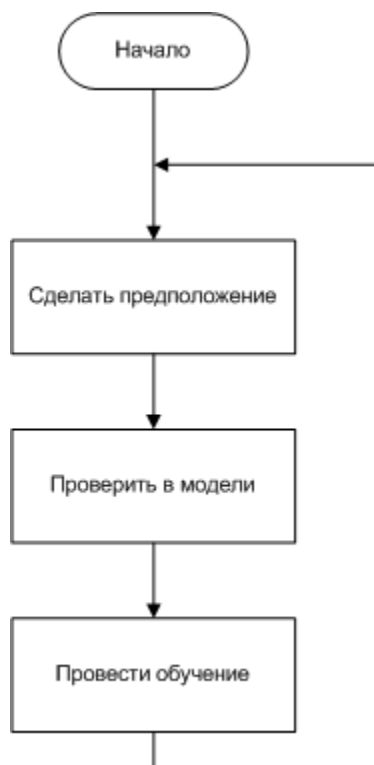 Начало
Сделать предположение
Проверить в модели
Провести обучение